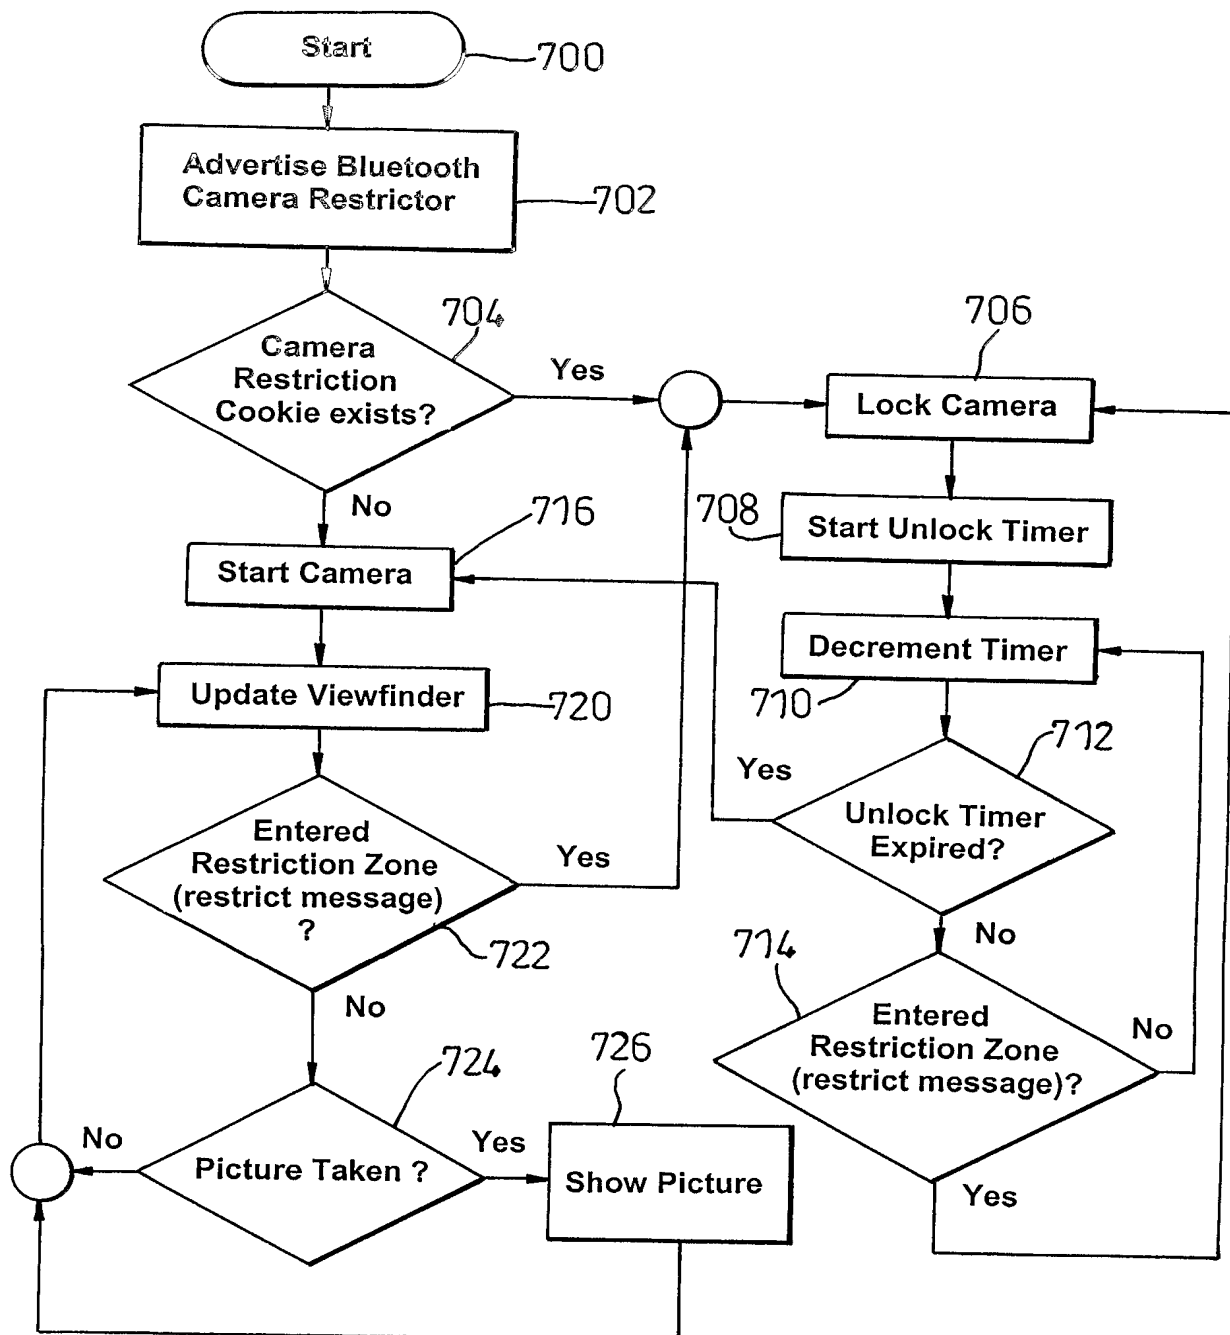 Start
700
Advertise Bluetooth
Camera Restrictor
702
704
Camera
Restriction
Cookie exists?
Yes
No
706
Lock Camera
708
Start Unlock Timer
716
Start Camera
Decrement Timer
710
Update Viewfinder
720
712
Unlock Timer
Expired?
Yes
No
Entered
Restriction Zone
(restrict message)
?
Yes
722
No
714
Entered
Restriction Zone
(restrict message)?
No
Yes
724
Picture Taken ?
No
Yes
726
Show Picture